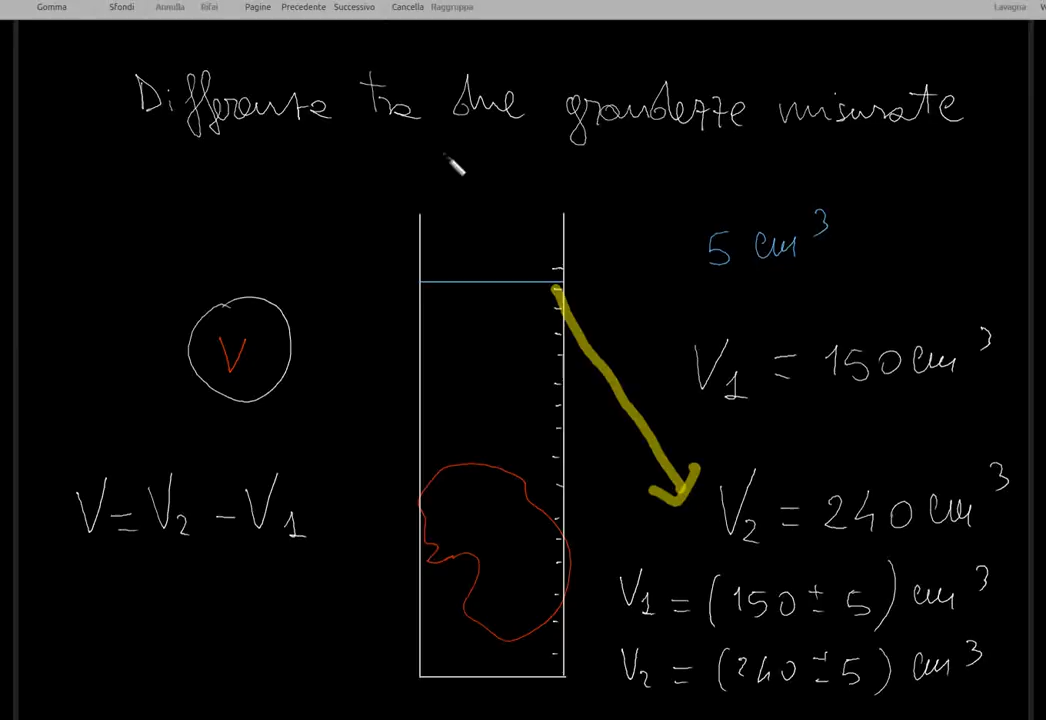 Gomma Sfondi Annulla Rifai Pagine Precedente Successivo Cancella Raggruppa Lavagna
Differenza tra due grandezze misurate
5 cm³
V
V₁ = 150 cm³
V = V₂ - V₁
V₂ = 240 cm³
V₁ = (150 ± 5) cm³
V₂ = (240 ± 5) cm³